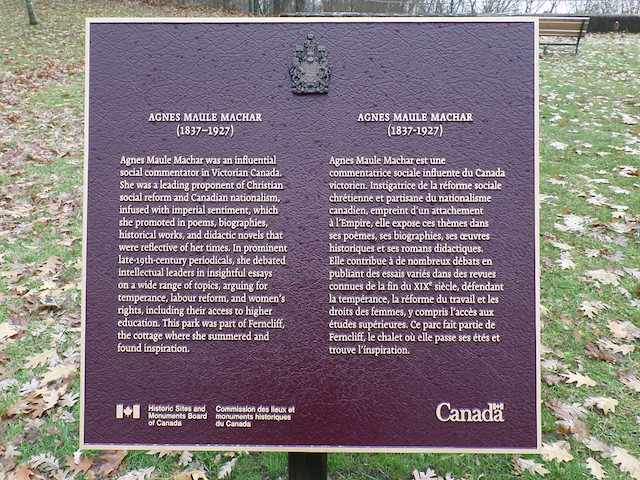 AGNES MAULE MACHAR
(1837–1927)
Agnes Maule Machar was an influential
social commentator in Victorian Canada.
She was a leading proponent of Christian
social reform and Canadian nationalism,
infused with imperial sentiment, which
she promoted in poems, biographies,
historical works, and didactic novels that
were reflective of her times. In prominent
late-19th-century periodicals, she debated
intellectual leaders in insightful essays
on a wide range of topics, arguing for
temperance, labour reform, and women's
rights, including their access to higher
education. This park was part of Ferncliff,
the cottage where she summered and
found inspiration.
AGNES MAULE MACHAR
(1837-1927)
Agnes Maule Machar est une
commentatrice sociale influente du Canada
victorien. Instigatrice de la réforme sociale
chrétienne et partisane du nationalisme
canadien, empreint d'un attachement
à l'Empire, elle expose ces thèmes dans
ses poèmes, ses biographies, ses œuvres
historiques et ses romans didactiques.
Elle contribue à de nombreux débats en
publiant des essais variés dans des revues
connues de la fin du XIXe siècle, défendant
la tempérance, la réforme du travail et les
droits des femmes, y compris l'accès aux
études supérieures. Ce parc fait partie de
Ferncliff, le chalet où elle passe ses étés et
trouve l'inspiration.
Historic Sites and
Monuments Board
of Canada
Commission des lieux et
monuments historiques
du Canada
Canada